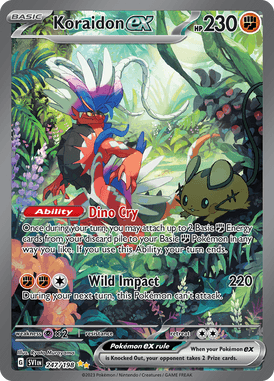 BASIC
Koraidon ex HP 230
Ability Dino Cry
Once during your turn, you may attach up to 2 Basic Energy
cards from your discard pile to your Basic Pokémon in any
way you like. If you use this Ability, your turn ends.
Wild Impact 220
During your next turn, this Pokémon can't attack.
weakness ×2 resistance retreat
Illus.
Pokémon ex rule When your Pokémon ex
is Knocked Out, your opponent takes 2 Prize cards.
G SVI EN 247/198
©2023 Pokémon / Nintendo / Creatures / GAME FREAK